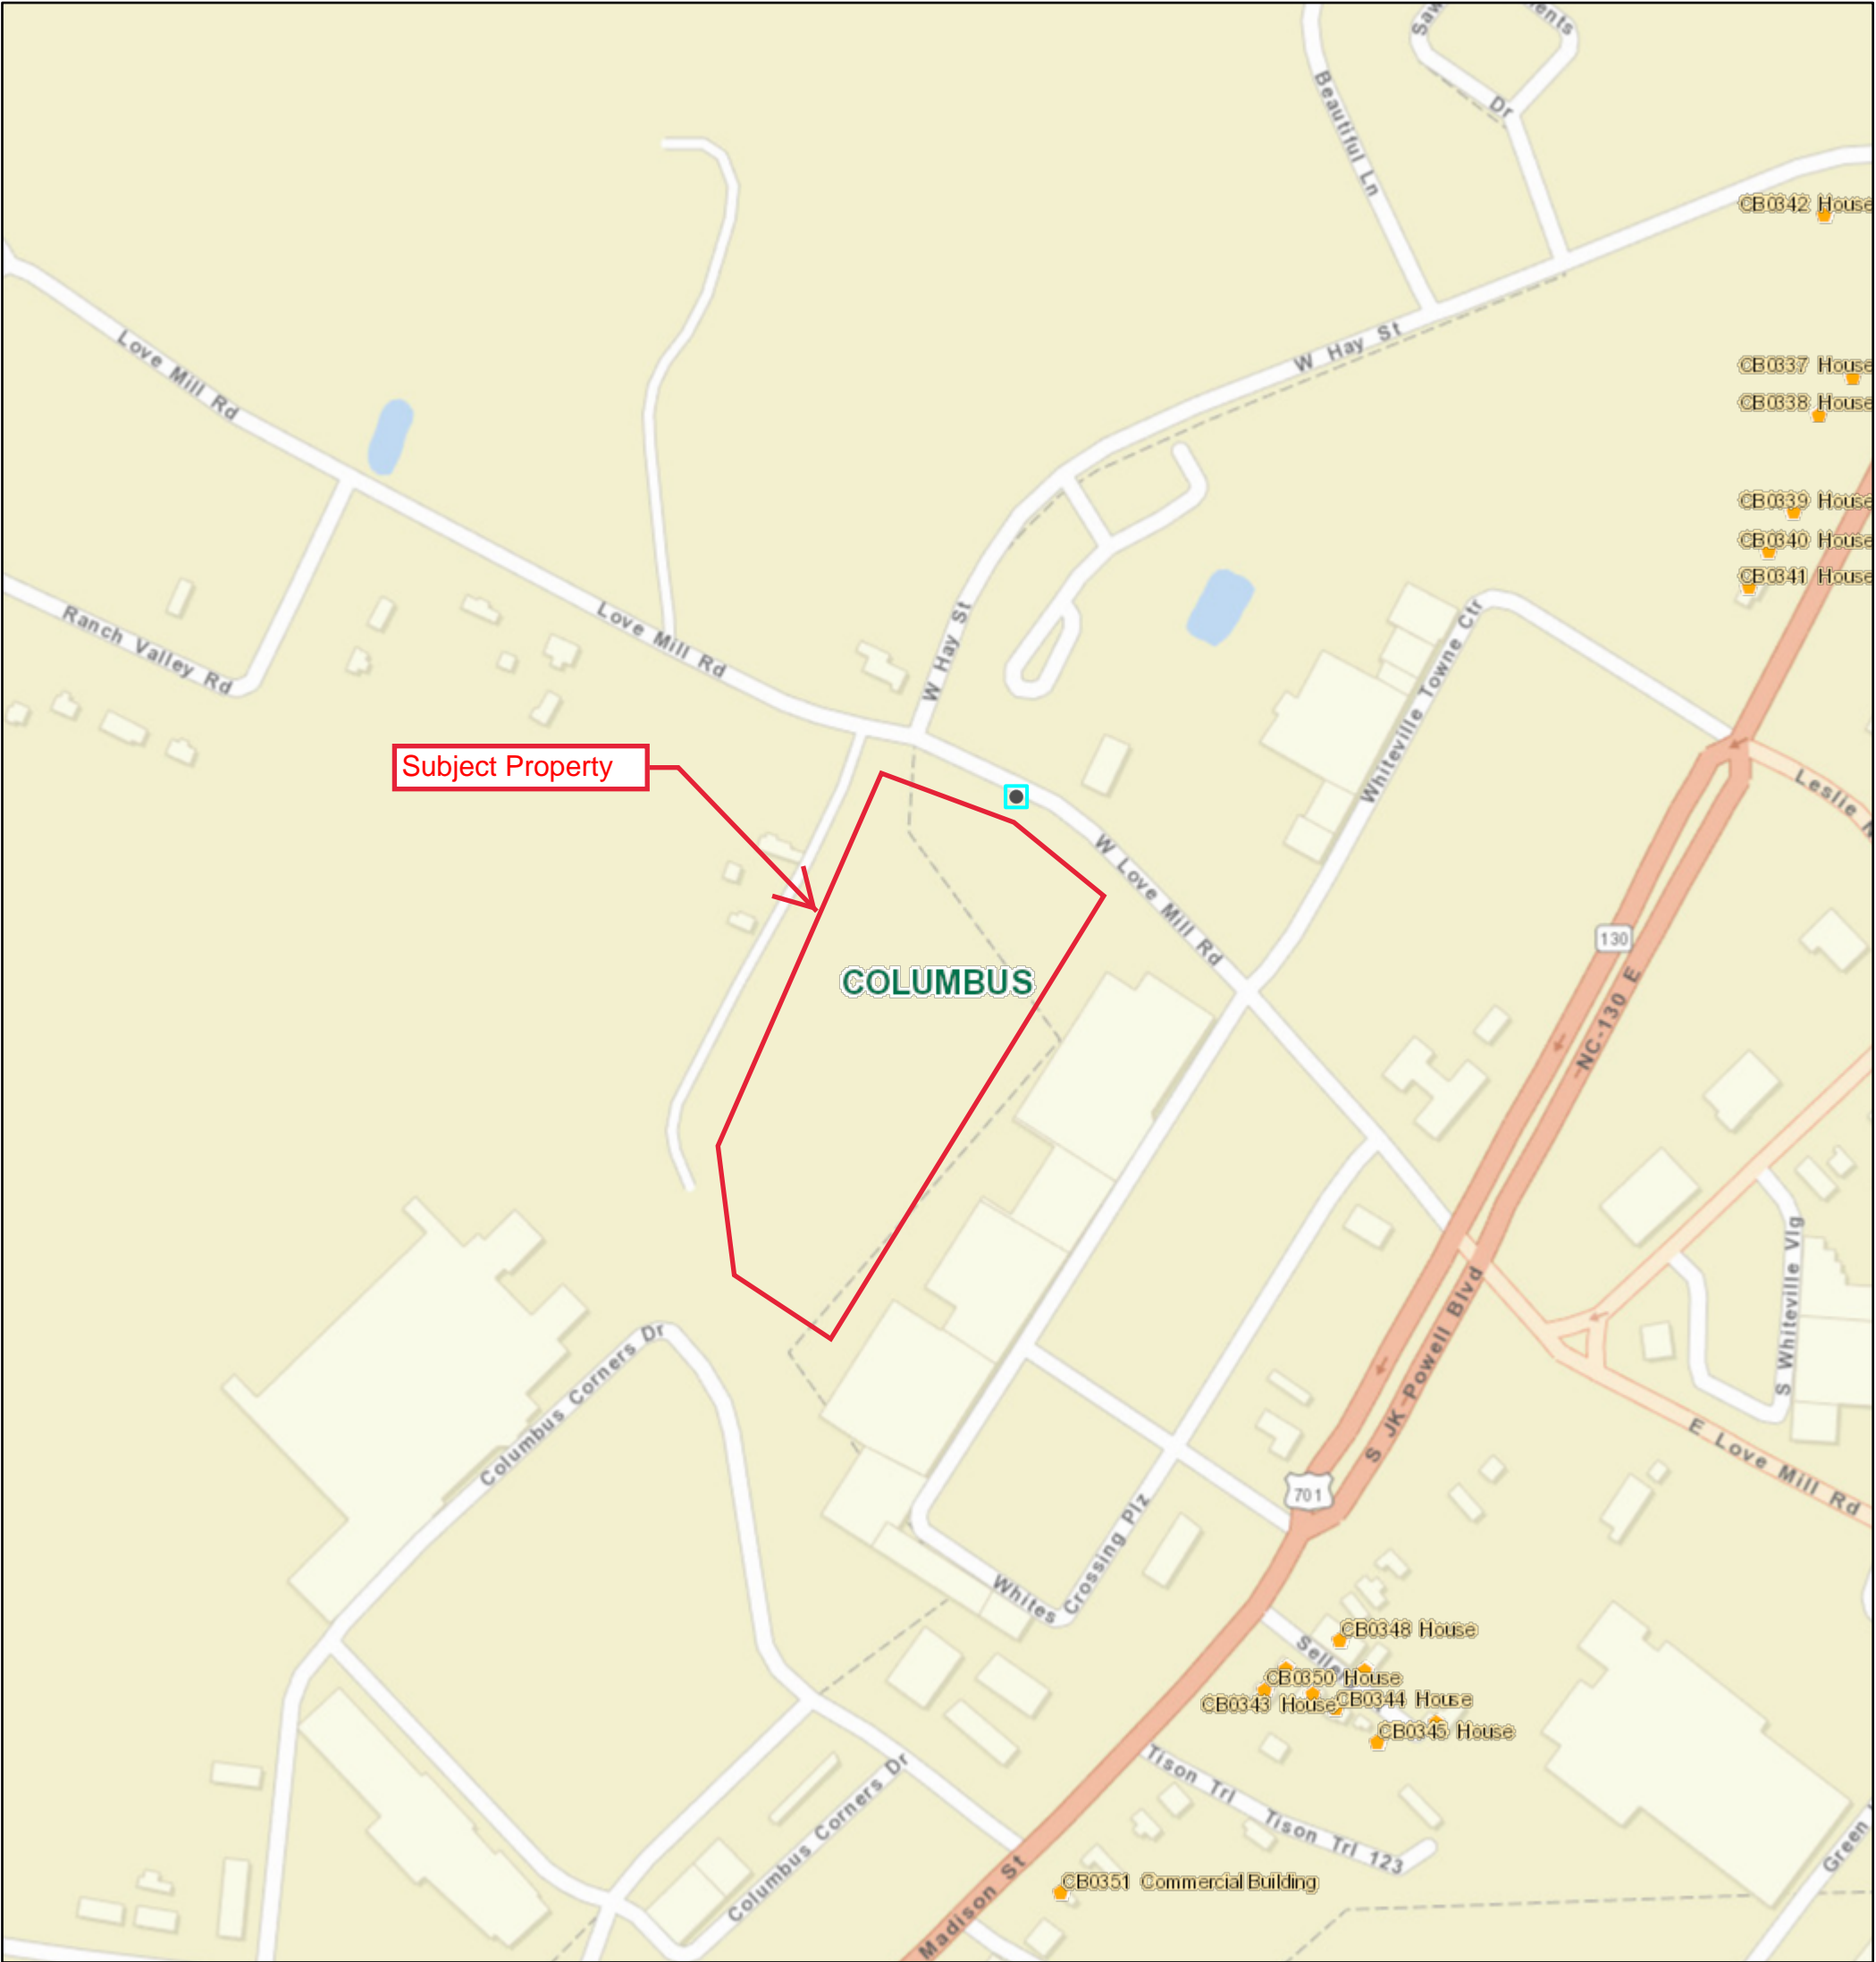 Beautiful Ln
Dr
CB0342 House
Love Mill Rd
W Hay St
CB0337 House
CB0338 House
CB0339 House
CB0340 House
CB0341 House
Ranch Valley Rd
Love Mill Rd
W Hay St
Whiteville Towne Ctr
Subject Property
Leslie
W Love Mill Rd
130
COLUMBUS
NC-130 E
S Whiteville Vlg
Columbus Corners Dr
S JK Powell Blvd
E Love Mill Rd
701
Whites Crossing Plz
CB0348 House
CB0350 House
CB0343 House
CB0344 House
CB0345 House
Tison Trl
Tison Trl 123
Columbus Corners Dr
Green
CB0351 Commercial Building
Madison St